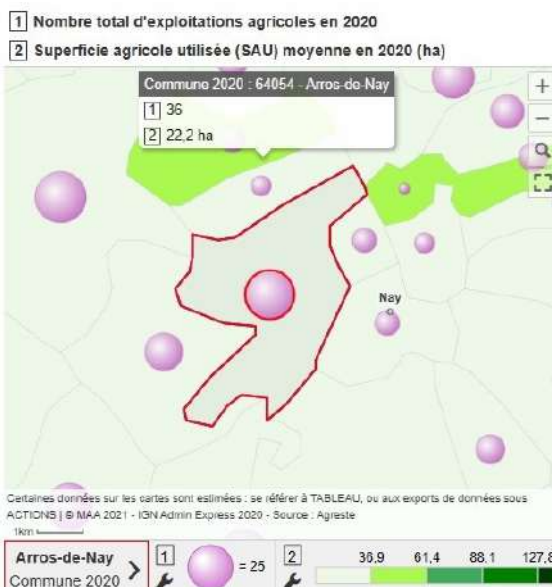 1 Nombre total d'exploitations agricoles en 2020
2 Superficie agricole utilisée (SAU) moyenne en 2020 (ha)
Commune 2020 : 64054 - Arros-de-Nay
1 36
2 22,2 ha
+
−
Nay
Certaines données sur les cartes sont estimées : se référer à TABLEAU, ou aux exports de données sous
ACTIONS | © MAA 2021 - IGN Admin Express 2020 - Source : Agreste
1km
Arros-de-Nay
Commune 2020
1 = 25
2 36,9 61,4 88,1 127,8